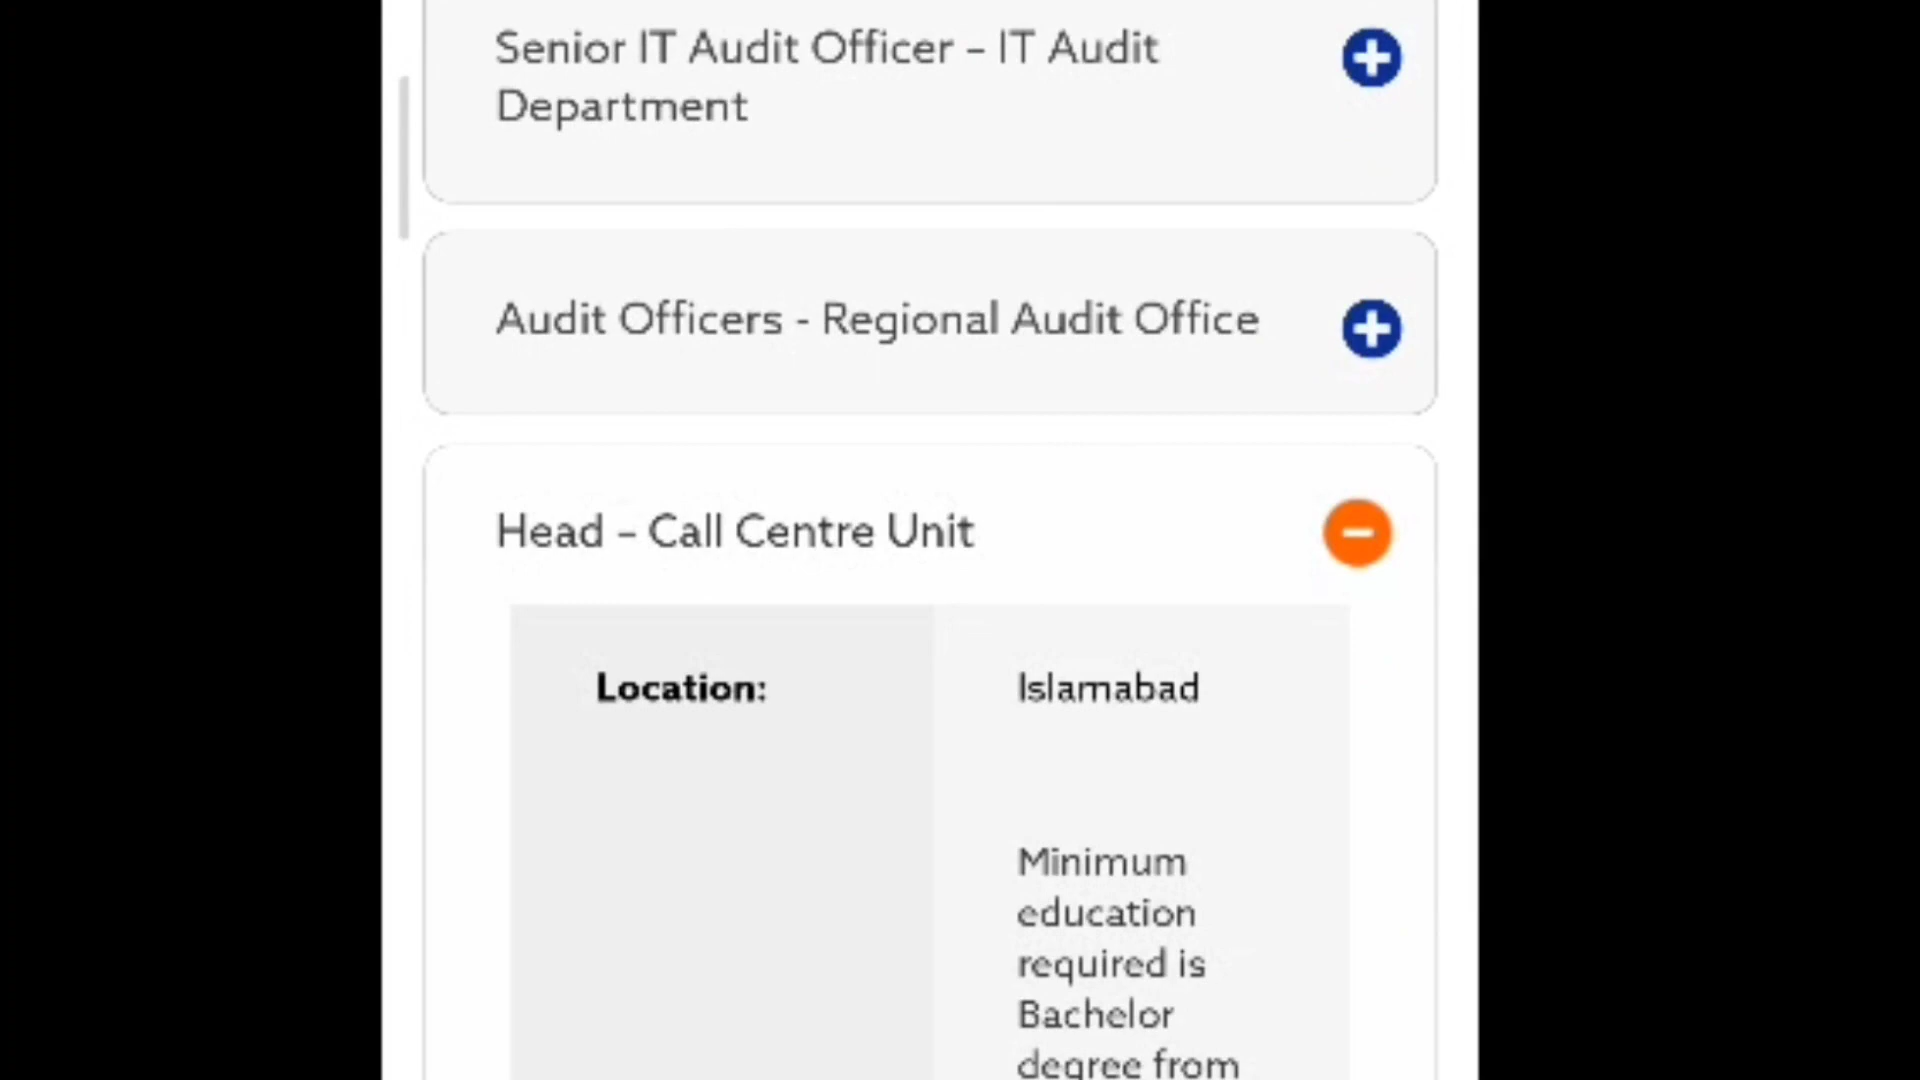 Senior IT Audit Officer – IT Audit
Department
Audit Officers - Regional Audit Office
Head – Call Centre Unit
Location:
Islamabad
Minimum
education
required is
Bachelor
degree from